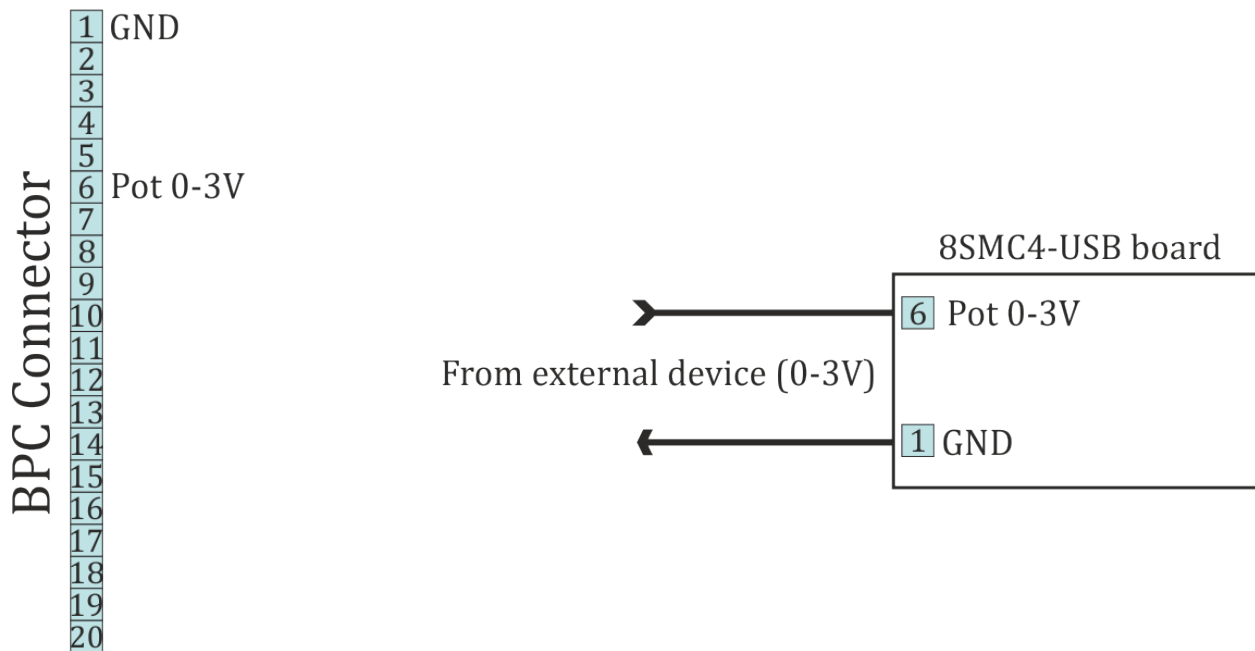 BPC Connector
1 GND
2
3
4
5
6 Pot 0-3V
7
8
9
10
11
12
13
14
15
16
17
18
19
20
8SMC4-USB board
6 Pot 0-3V
From external device (0-3V)
1 GND